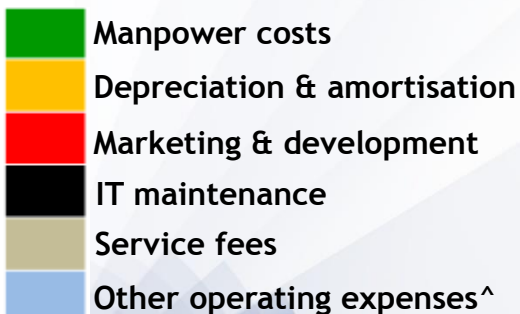 Manpower costs
Depreciation & amortisation
Marketing & development
IT maintenance
Service fees
Other operating expenses^